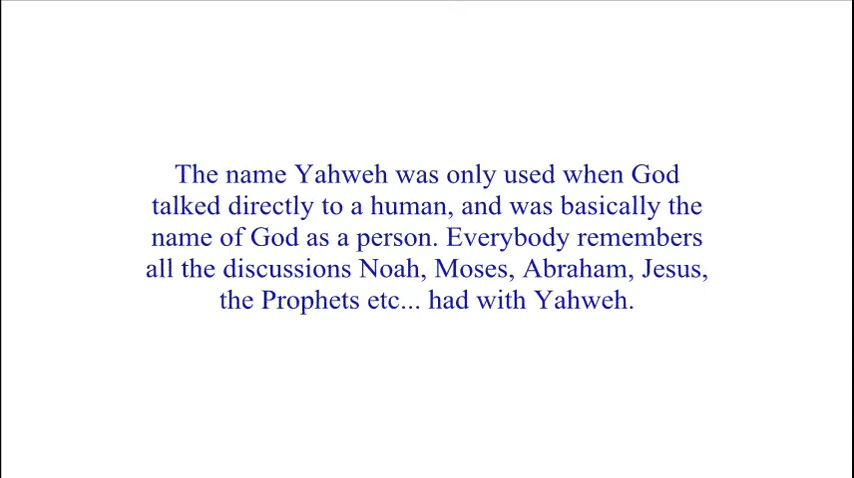 The name Yahweh was only used when God
talked directly to a human, and was basically the
name of God as a person. Everybody remembers
all the discussions Noah, Moses, Abraham, Jesus,
the Prophets etc... had with Yahweh.